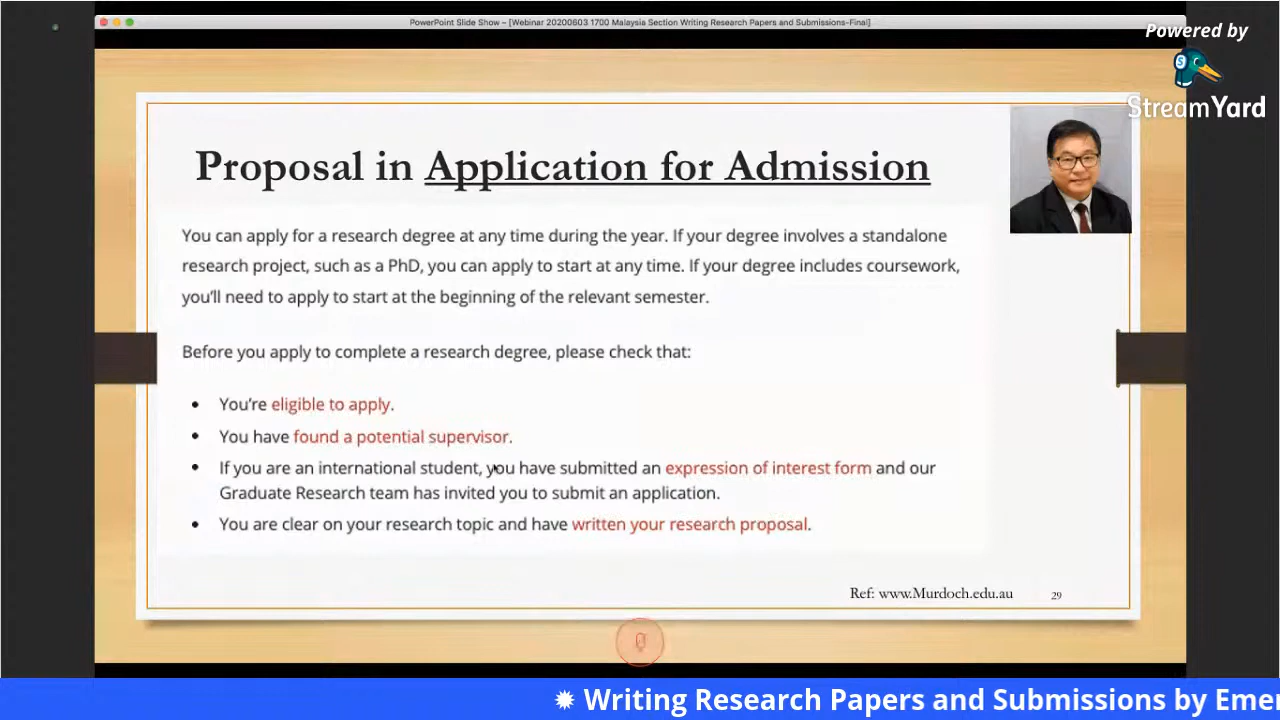 PowerPoint Slide Show – [Webinar 20200603 1700 Malaysia Section Writing Research Papers and Submissions-Final]
Powered by
StreamYard
Proposal in Application for Admission
You can apply for a research degree at any time during the year. If your degree involves a standalone
research project, such as a PhD, you can apply to start at any time. If your degree includes coursework,
you'll need to apply to start at the beginning of the relevant semester.
Before you apply to complete a research degree, please check that:
• You're eligible to apply.
• You have found a potential supervisor.
• If you are an international student, you have submitted an expression of interest form and our
Graduate Research team has invited you to submit an application.
• You are clear on your research topic and have written your research proposal.
Ref: www.Murdoch.edu.au
29
✹ Writing Research Papers and Submissions by Emer